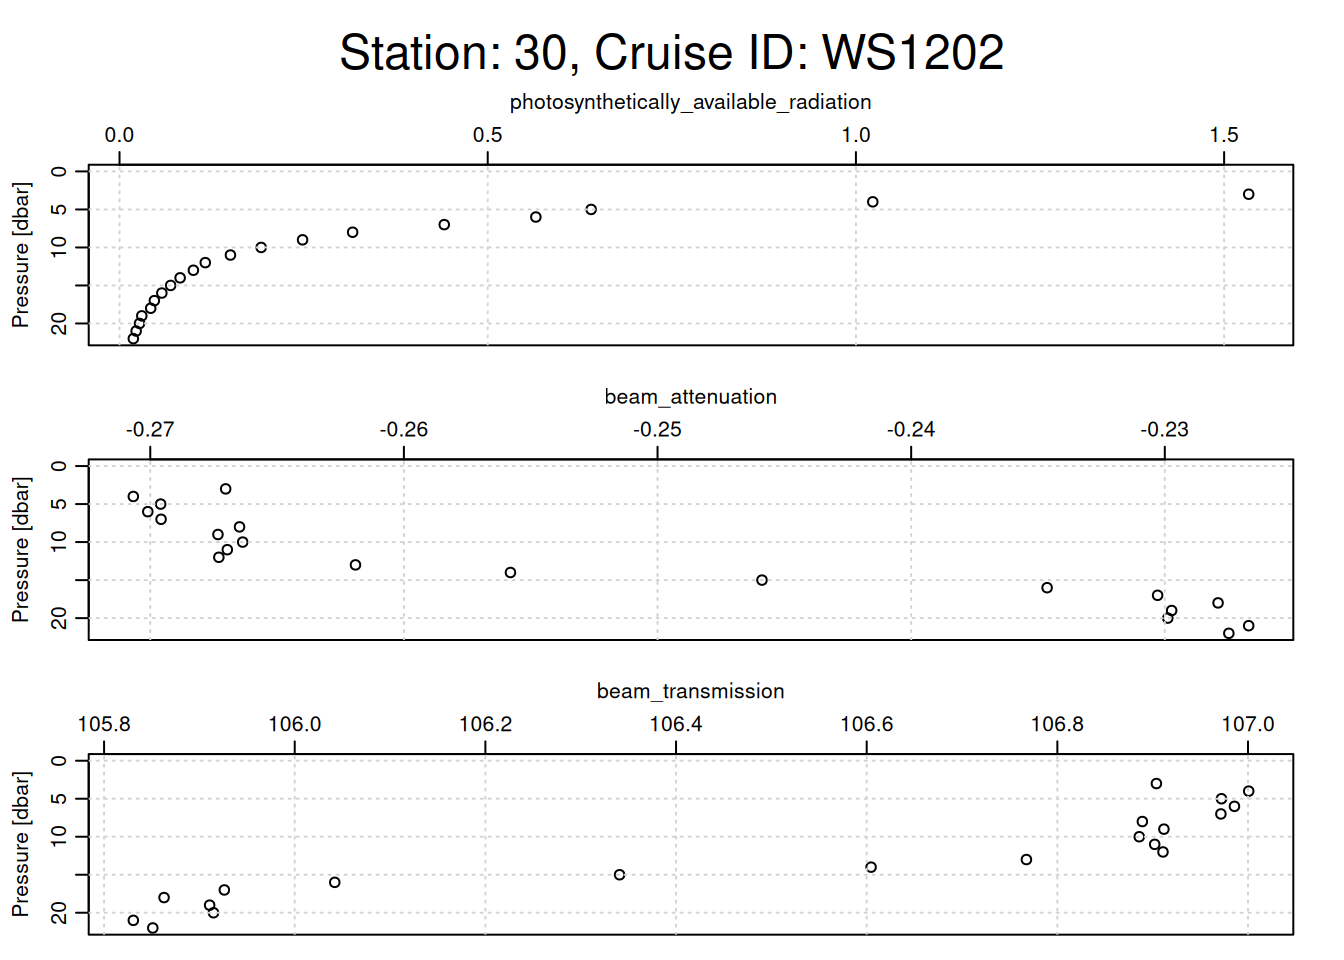 Station: 30, Cruise ID: WS1202
photosynthetically_available_radiation
0.0 0.5 1.0 1.5
Pressure [dbar]
0
5
10
20
beam_attenuation
-0.27 -0.26 -0.25 -0.24 -0.23
Pressure [dbar]
0
5
10
20
beam_transmission
105.8 106.0 106.2 106.4 106.6 106.8 107.0
Pressure [dbar]
0
5
10
20